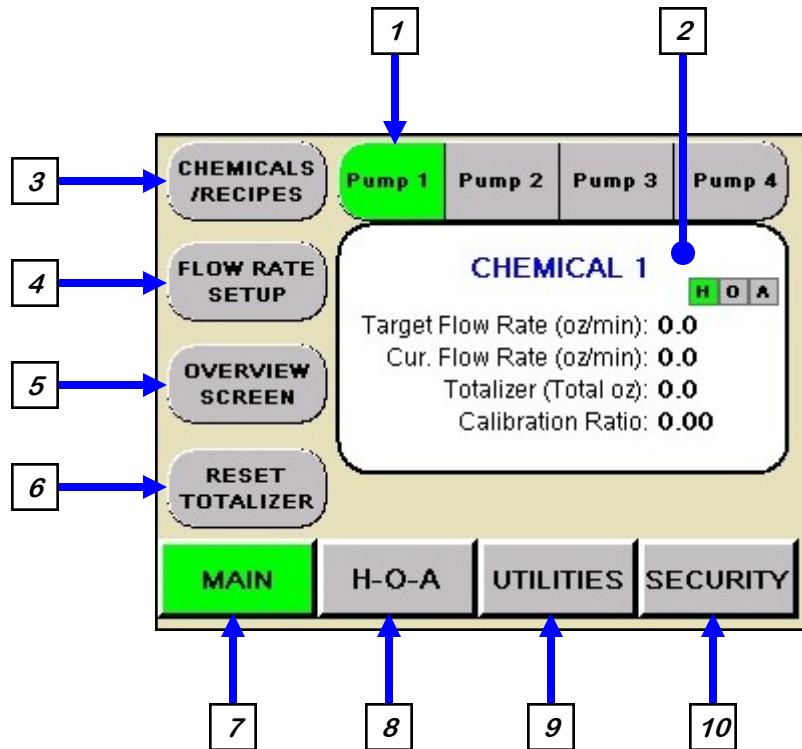 1
2
3
CHEMICALS
/RECIPES
Pump 1
Pump 2
Pump 3
Pump 4
4
FLOW RATE
SETUP
CHEMICAL 1
H O A
Target Flow Rate (oz/min): 0.0
Cur. Flow Rate (oz/min): 0.0
Totalizer (Total oz): 0.0
Calibration Ratio: 0.00
5
OVERVIEW
SCREEN
6
RESET
TOTALIZER
MAIN
H-O-A
UTILITIES
SECURITY
7
8
9
10